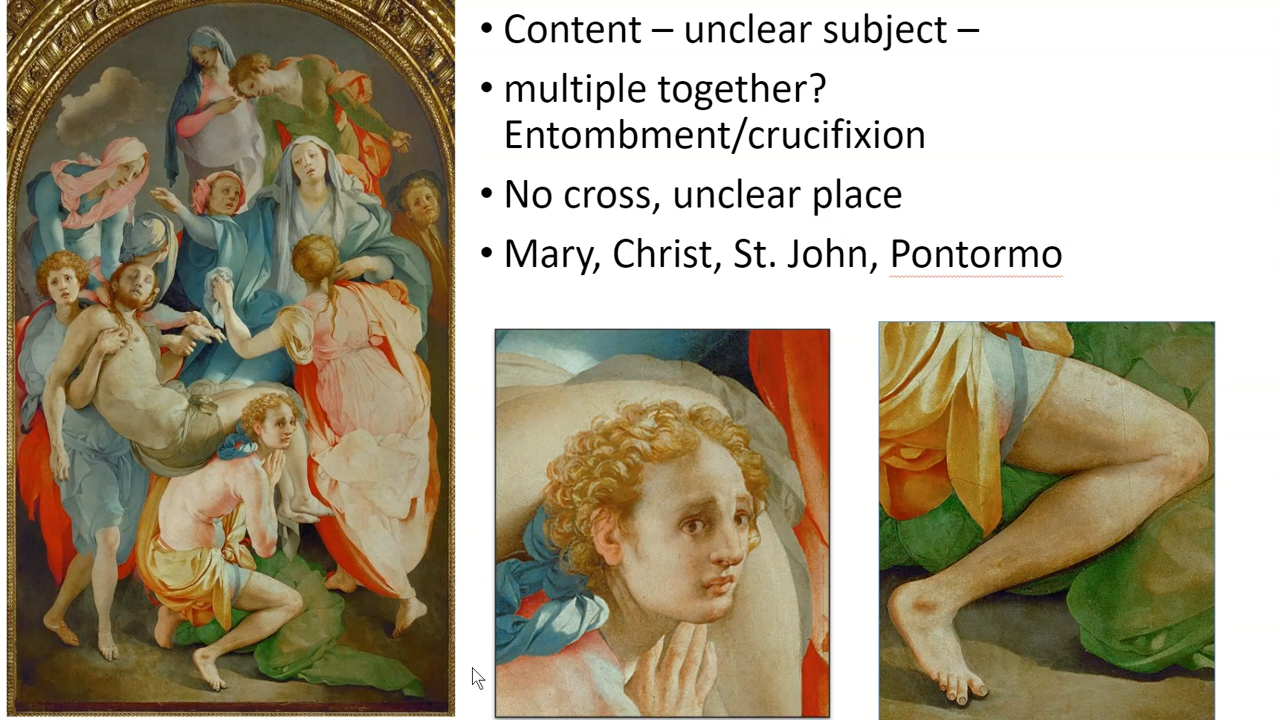 • Content – unclear subject –
• multiple together?
Entombment/crucifixion
• No cross, unclear place
• Mary, Christ, St. John, Pontormo